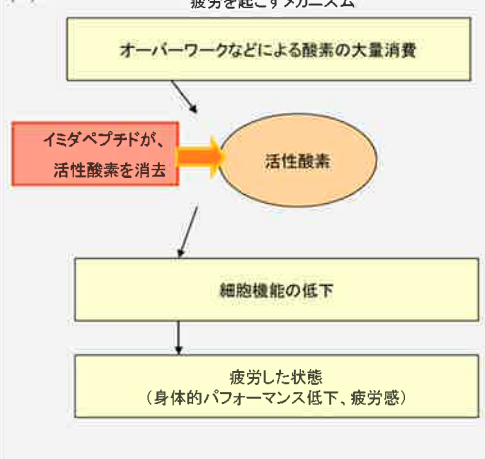 疲労を起こすメカニズム
オーバーワークなどによる酸素の大量消費
イミダペプチドが、
活性酸素を消去
活性酸素
細胞機能の低下
疲労した状態
（身体的パフォーマンス低下、疲労感）